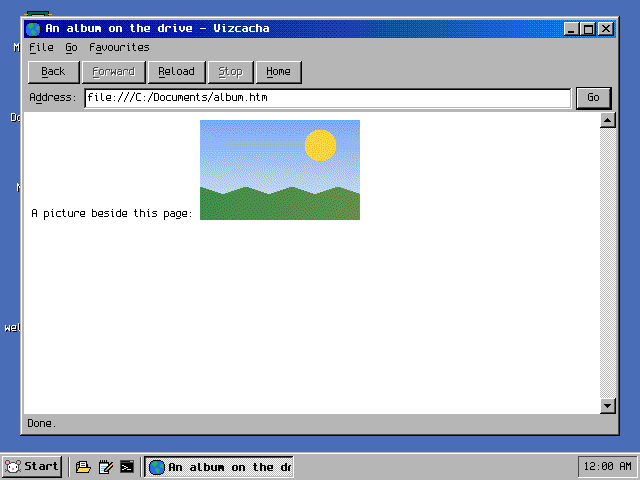 An album on the drive - Vizcacha
File Go Favourites
Back Forward Reload Stop Home
Address: file:///C:/Documents/album.htm Go
A picture beside this page:
Done.
Start An album on the dr 12:00 AM